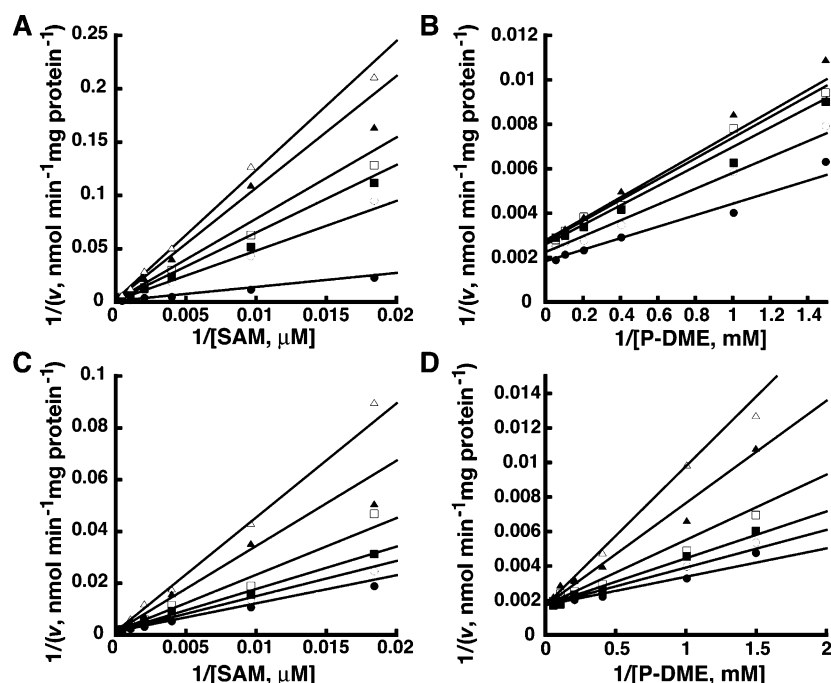 A
1/(v, nmol min-1mg protein-1)
0.25
0.2
0.15
0.1
0.05
0
0 0.005 0.01 0.015 0.02
1/[SAM, μM]
B
1/(v, nmol min-1mg protein-1)
0.012
0.01
0.008
0.006
0.004
0.002
0
0 0.2 0.4 0.6 0.8 1 1.2 1.4
1/[P-DME, mM]
C
1/(v, nmol min-1mg protein-1)
0.1
0.08
0.06
0.04
0.02
0
0 0.005 0.01 0.015 0.02
1/[SAM, μM]
D
1/(v, nmol min-1mg protein-1)
0.014
0.012
0.01
0.008
0.006
0.004
0.002
0
0 0.5 1 1.5 2
1/[P-DME, mM]